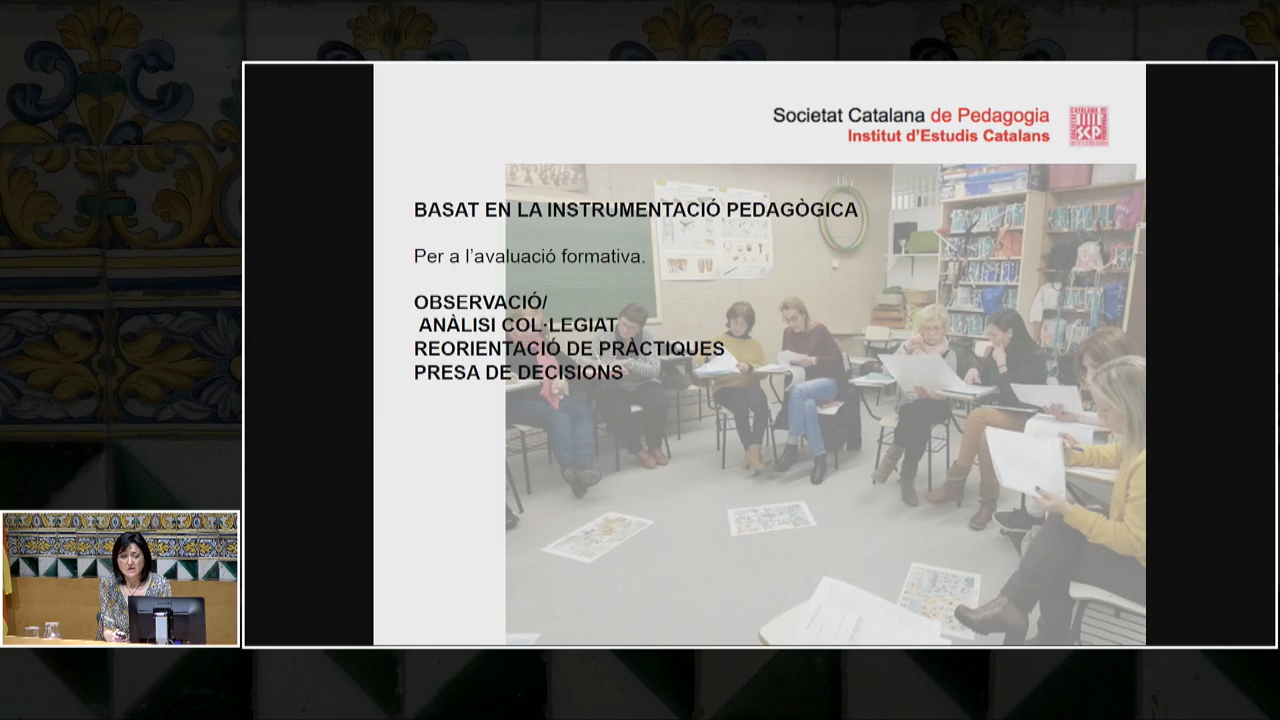 Societat Catalana de Pedagogia
Institut d'Estudis Catalans
SCP
BASAT EN LA INSTRUMENTACIÓ PEDAGÒGICA
Per a l'avaluació formativa.
OBSERVACIÓ/
ANÀLISI COL·LEGIAT
REORIENTACIÓ DE PRÀCTIQUES
PRESA DE DECISIONS